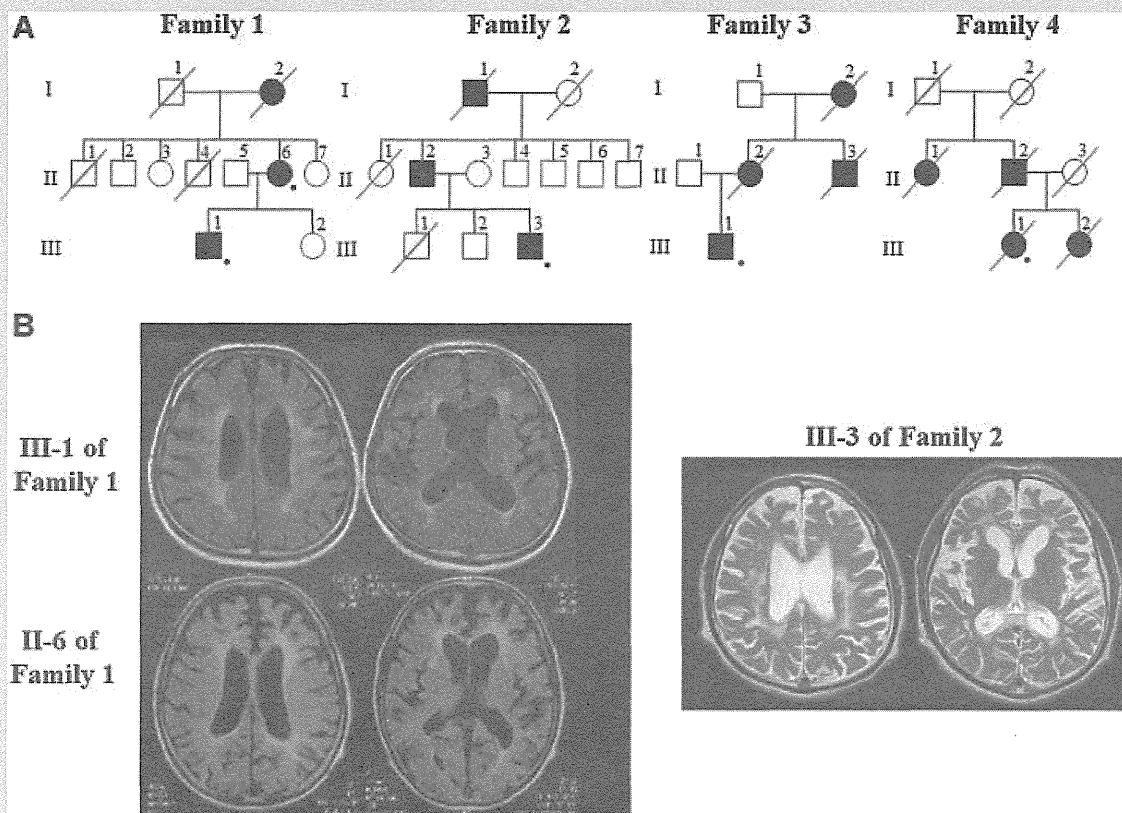 A
Family 1 Family 2 Family 3 Family 4
I 1 2 I 1 2 I 1 2 I 1 2
II 1 2 3 4 5 6 7 II 1 2 3 4 5 6 7 II 1 2 3 II 1 2 3
III 1 2 III 1 2 3 III 1 III 1 2
B
III-1 of
Family 1
III-3 of Family 2
II-6 of
Family 1